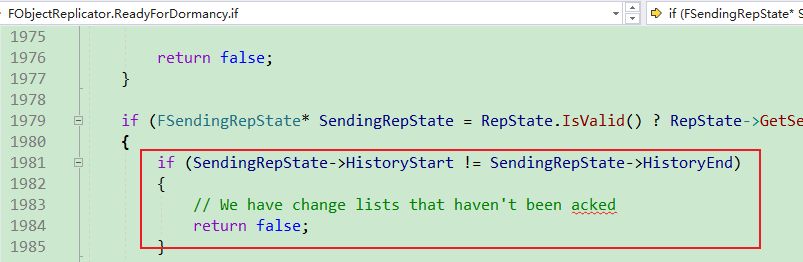 FObjectReplicator.ReadyForDormancy.if
if (FSendingRepState* S
1975
1976 return false;
1977 }
1978
1979 if (FSendingRepState* SendingRepState = RepState.IsValid() ? RepState->GetSe
1980 {
1981 if (SendingRepState->HistoryStart != SendingRepState->HistoryEnd)
1982 {
1983 // We have change lists that haven't been acked
1984 return false;
1985 }